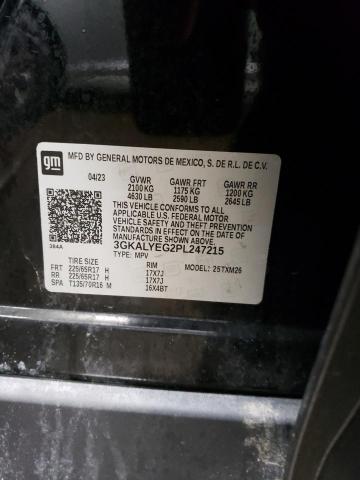 gm
MFD BY GENERAL MOTORS DE MEXICO, S. DE R.L. DE C.V.
04/23 GVWR GAWR FRT GAWR RR
2100 KG 1175 KG 1200 KG
4630 LB 2590 LB 2645 LB
THIS VEHICLE CONFORMS TO ALL APPLICABLE
U.S. FEDERAL MOTOR VEHICLE SAFETY, BUMPER,
AND THEFT PREVENTION STANDARDS IN
EFFECT ON THE DATE OF
MANUFACTURE SHOWN ABOVE.
384A
3GKALYEG2PL247215
TYPE: MPV MODEL: 25TXM26
TIRE SIZE RIM
FRT 225/65R17 H 17X7J
RR 225/65R17 H 17X7J
SPA T135/70R16 M 16X4BT